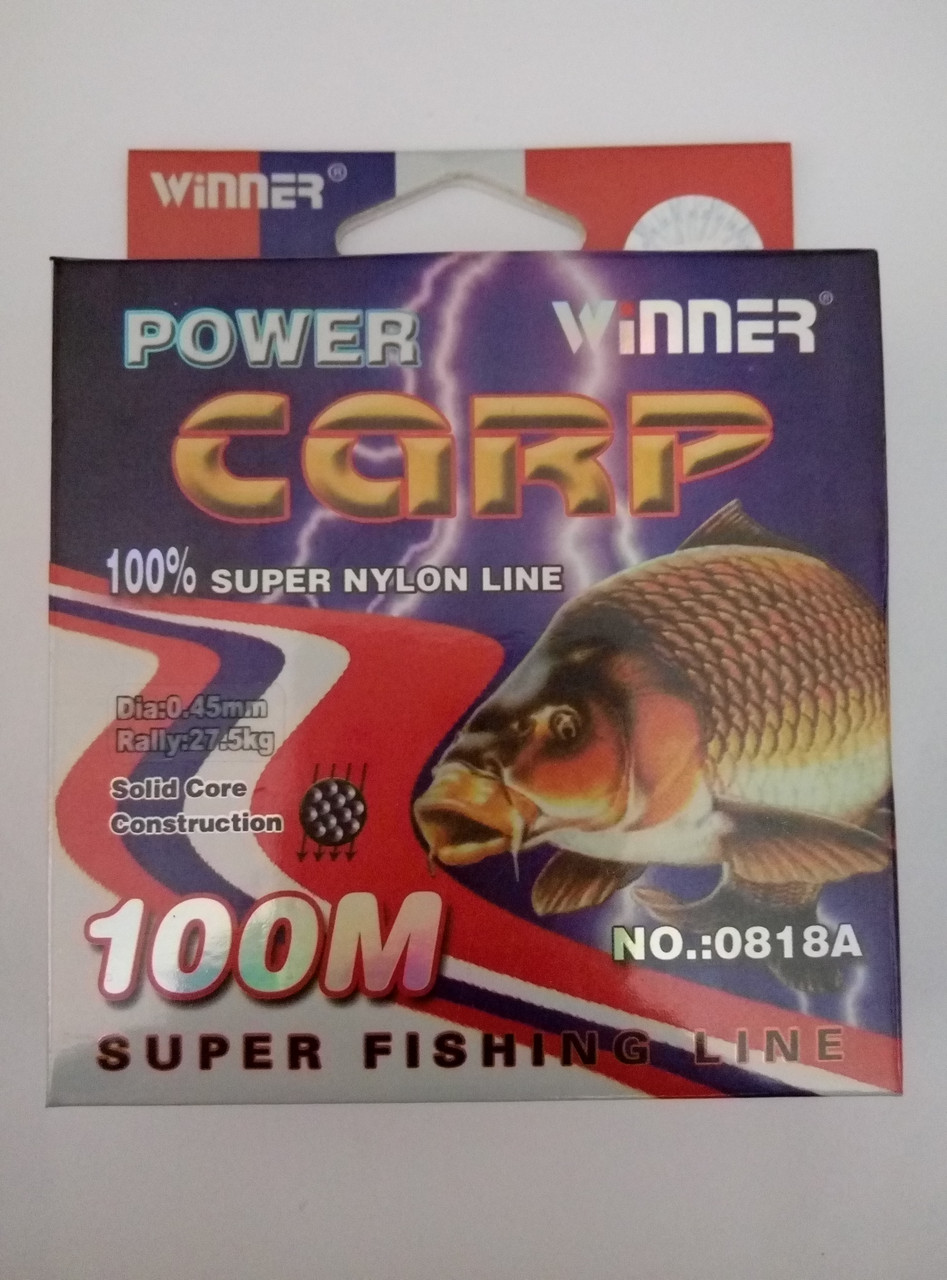 WiNNER®
POWER
WiNNER®
CARP
100% SUPER NYLON LINE
Dia:0.45mm
Rally:27.5kg
Solid Core
Construction
100M
NO.:0818A
SUPER FISHING LINE